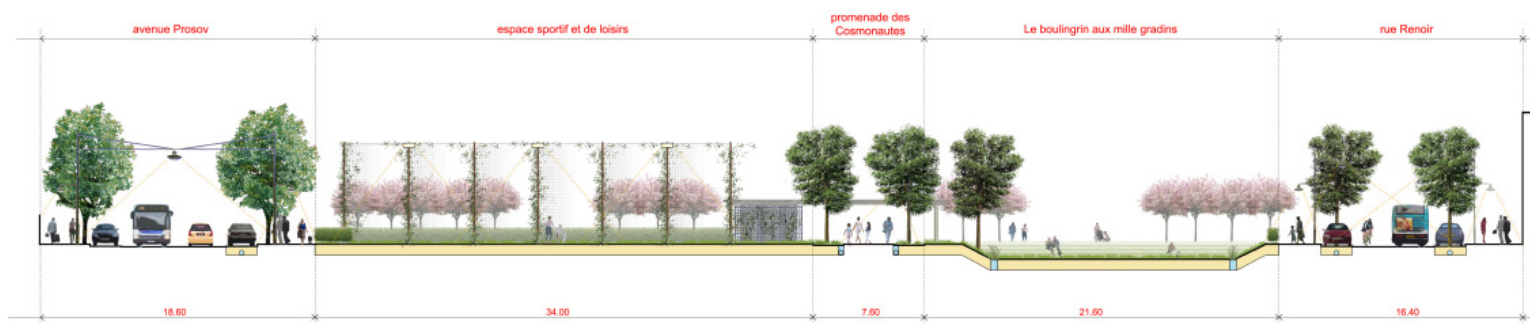 avenue Prosov
espace sportif et de loisirs
promenade des
Cosmonautes
Le boulingrin aux mille gradins
rue Renoir
18.60
34.00
7.60
21.60
16.40